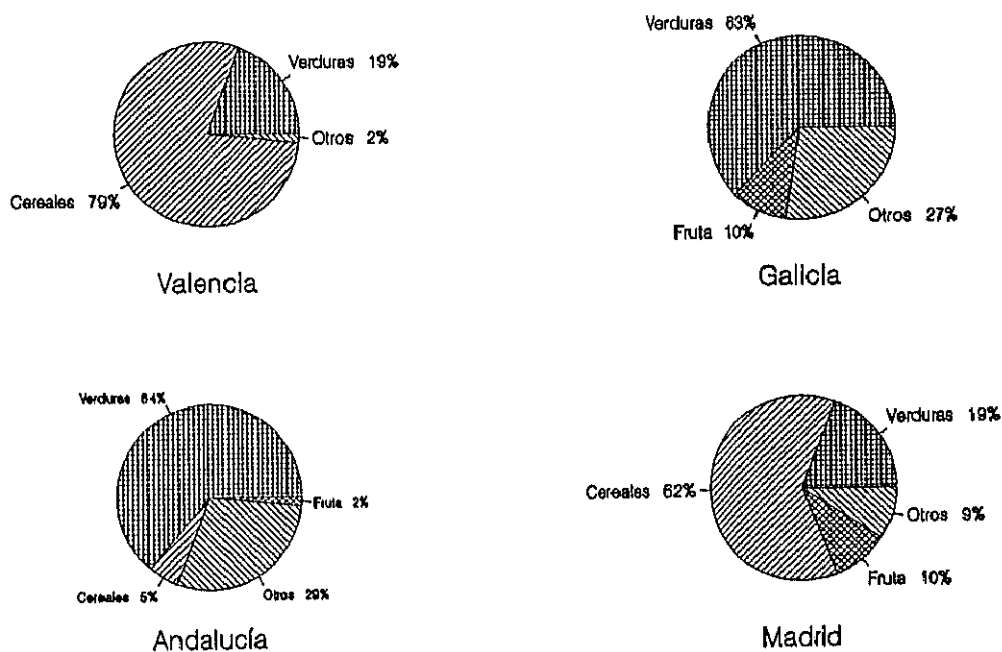 Verduras 19%
Otros 2%
Cereales 79%
Valencia
Verduras 63%
Otros 27%
Fruta 10%
Galicia
Verduras 64%
Fruta 2%
Cereales 5%
Otros 29%
Andalucía
Verduras 19%
Cereales 62%
Otros 9%
Fruta 10%
Madrid